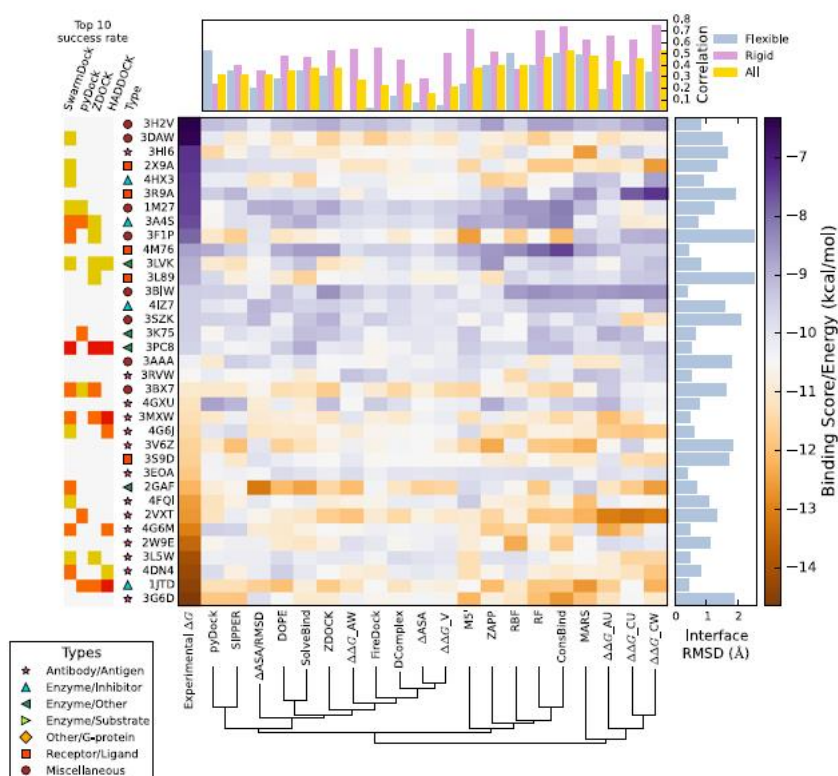 Top 10
success rate
SwarmDock
pyDock
ZDOCK
HADDOCK
Type
0.8
0.7
0.6
0.5
0.4
0.3
0.2
0.1
Correlation
Flexible
Rigid
All
3H2V
3DAW
3HI6
2X9A
4HX3
3R9A
1M27
3A4S
3F1P
4M76
3LVK
3L89
3BIW
4IZ7
3SZK
3K75
3PC8
3AAA
3RVW
3BX7
4GXU
3MXW
4G6J
3V6Z
3S9D
3EOA
2GAF
4FQI
2VXT
4G6M
2W9E
3L5W
4DN4
1JTD
3G6D
−7
−8
−9
−10
−11
−12
−13
−14
Binding Score/Energy (kcal/mol)
0 1 2
Interface
RMSD (Å)
Experimental ΔG
pyDock
SIPPER
ΔASA/RMSD
DOPE
SolveBind
ZDOCK
ΔΔG_AW
FireDock
DComplex
ΔASA
ΔΔG_V
M5'
ZAPP
RBF
RF
ConsBind
MARS
ΔΔG_AU
ΔΔG_CU
ΔΔG_CW
Types
Antibody/Antigen
Enzyme/Inhibitor
Enzyme/Other
Enzyme/Substrate
Other/G-protein
Receptor/Ligand
Miscellaneous